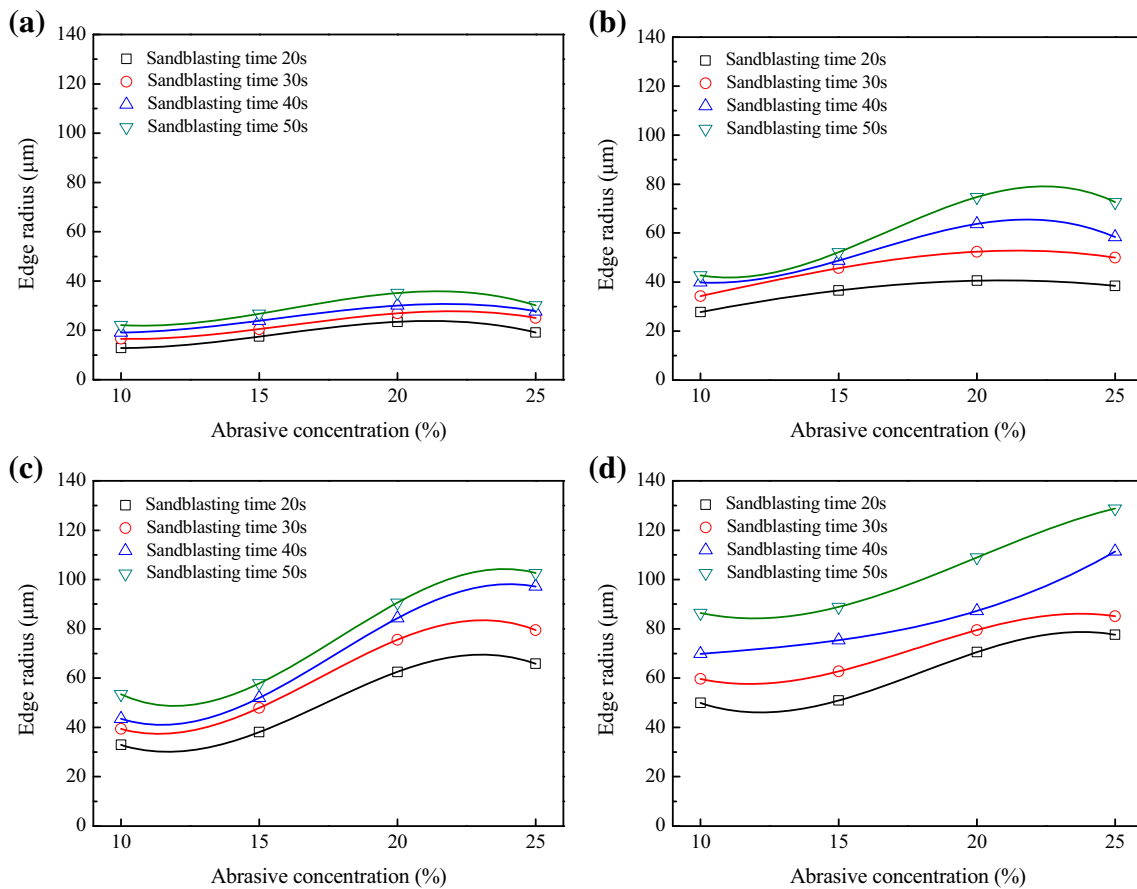 (a)
140
120
100
80
60
40
20
0
Edge radius (μm)
Sandblasting time 20s
Sandblasting time 30s
Sandblasting time 40s
Sandblasting time 50s
10 15 20 25
Abrasive concentration (%)
(b)
140
120
100
80
60
40
20
0
Edge radius (μm)
Sandblasting time 20s
Sandblasting time 30s
Sandblasting time 40s
Sandblasting time 50s
10 15 20 25
Abrasive concentration (%)
(c)
140
120
100
80
60
40
20
0
Edge radius (μm)
Sandblasting time 20s
Sandblasting time 30s
Sandblasting time 40s
Sandblasting time 50s
10 15 20 25
Abrasive concentration (%)
(d)
140
120
100
80
60
40
20
0
Edge radius (μm)
Sandblasting time 20s
Sandblasting time 30s
Sandblasting time 40s
Sandblasting time 50s
10 15 20 25
Abrasive concentration (%)